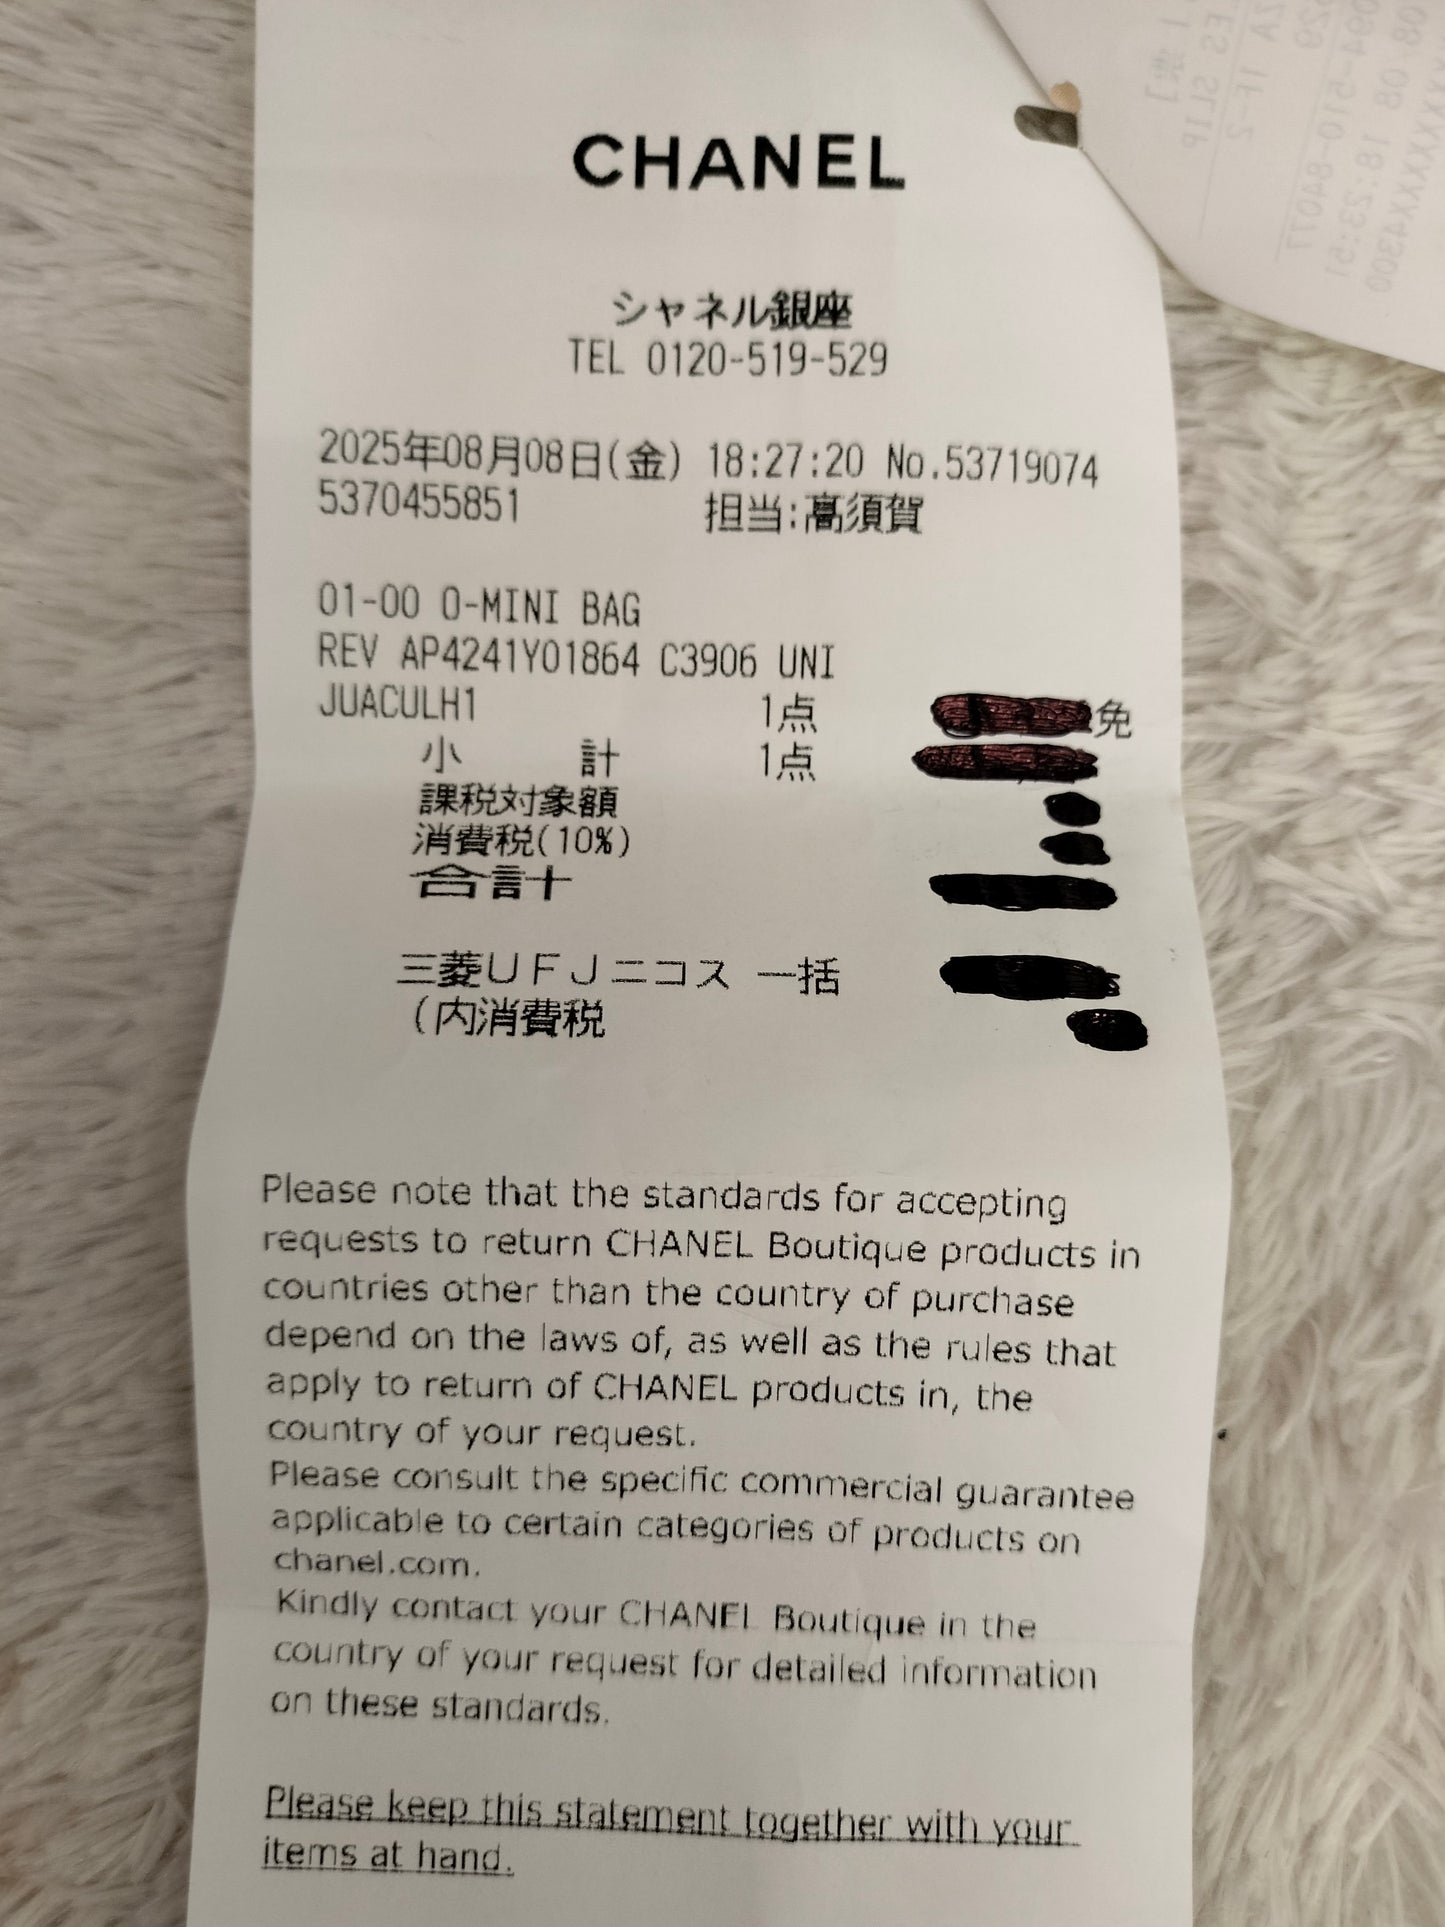 CHANEL
シャネル銀座
TEL 0120-519-529
2025年08月08日(金) 18:27:20 No.53719074
5370455851 担当:高須賀
01-00 O-MINI BAG
REV AP4241Y01864 C3906 UNI
JUACULH1 1点 免
小 計 1点
課税対象額
消費税(10%)
合計
三菱UFJニコス 一括
(内消費税
Please note that the standards for accepting
requests to return CHANEL Boutique products in
countries other than the country of purchase
depend on the laws of, as well as the rules that
apply to return of CHANEL products in, the
country of your request.
Please consult the specific commercial guarantee
applicable to certain categories of products on
chanel.com.
Kindly contact your CHANEL Boutique in the
country of your request for detailed information
on these standards.
Please keep this statement together with your
items at hand.